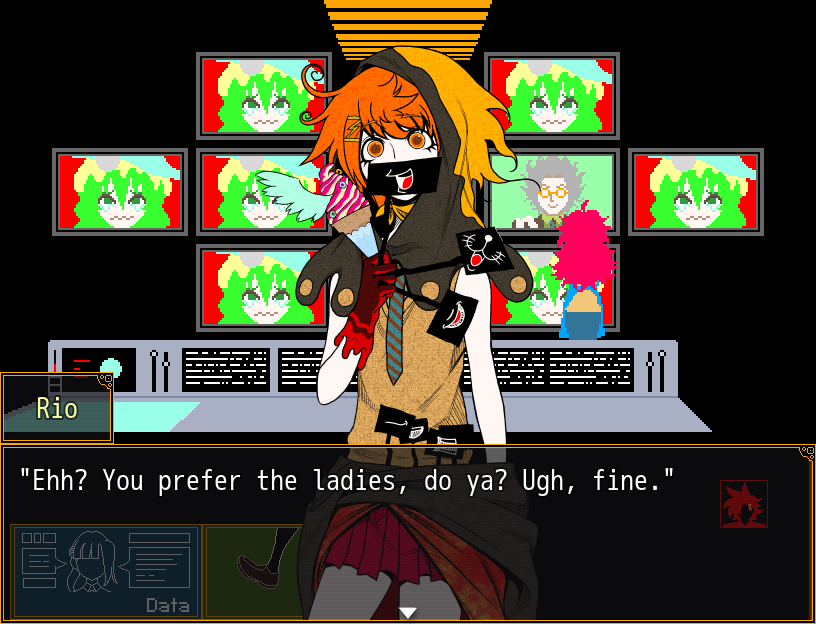 Rio
"Ehh? You prefer the ladies, do ya? Ugh, fine."
Data